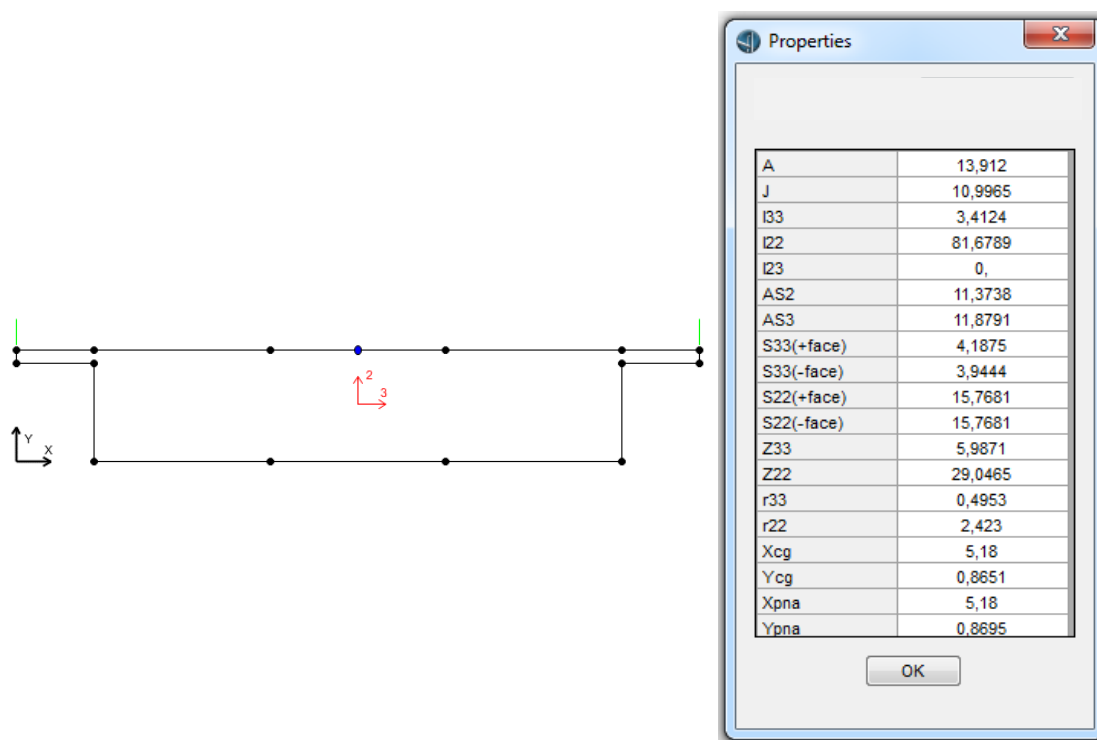 Properties
A 13,912
J 10,9965
I33 3,4124
I22 81,6789
I23 0,
AS2 11,3738
AS3 11,8791
S33(+face) 4,1875
S33(-face) 3,9444
S22(+face) 15,7681
S22(-face) 15,7681
Z33 5,9871
Z22 29,0465
r33 0,4953
r22 2,423
Xcg 5,18
Ycg 0,8651
Xpna 5,18
Ypna 0,8695
OK
2
3
Y
X